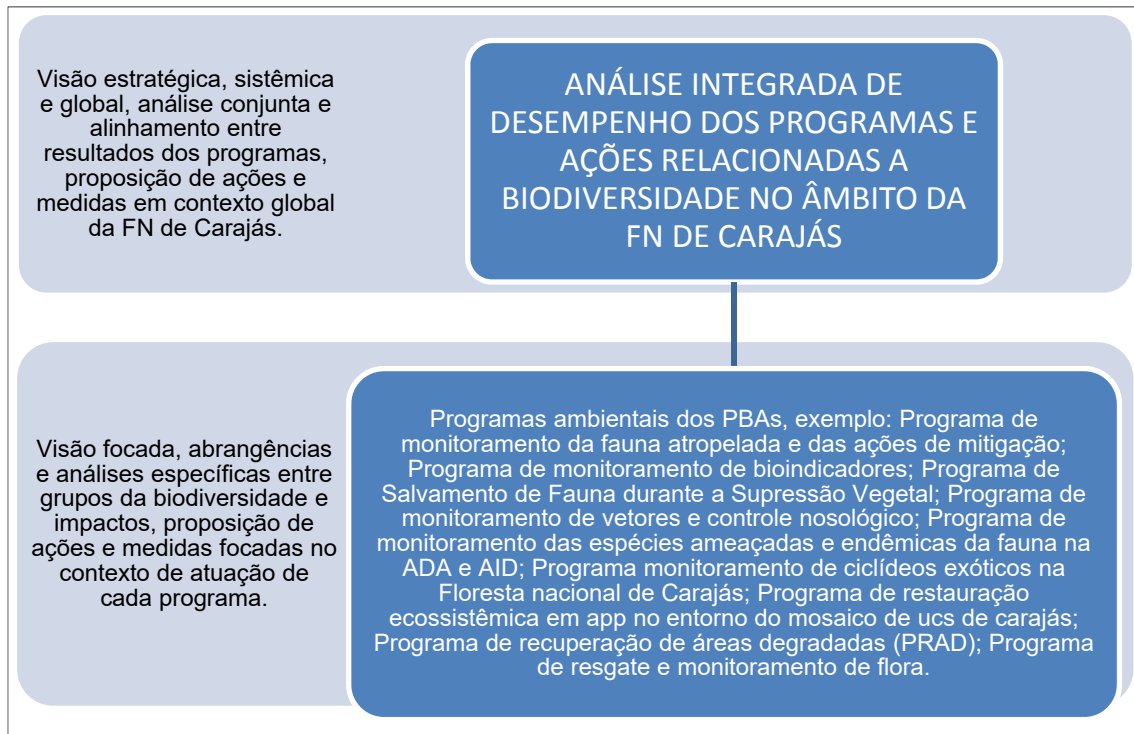 Visão estratégica, sistêmica
e global, análise conjunta e
alinhamento entre
resultados dos programas,
proposição de ações e
medidas em contexto global
da FN de Carajás.
ANÁLISE INTEGRADA DE
DESEMPENHO DOS PROGRAMAS E
AÇÕES RELACIONADAS A
BIODIVERSIDADE NO ÂMBITO DA
FN DE CARAJÁS
Visão focada, abrangências
e análises específicas entre
grupos da biodiversidade e
impactos, proposição de
ações e medidas focadas no
contexto de atuação de
cada programa.
Programas ambientais dos PBAs, exemplo: Programa de
monitoramento da fauna atropelada e das ações de mitigação;
Programa de monitoramento de bioindicadores; Programa de
Salvamento de Fauna durante a Supressão Vegetal; Programa de
monitoramento de vetores e controle nosológico; Programa de
monitoramento das espécies ameaçadas e endêmicas da fauna na
ADA e AID; Programa monitoramento de ciclídeos exóticos na
Floresta nacional de Carajás; Programa de restauração
ecossistêmica em app no entorno do mosaico de ucs de carajás;
Programa de recuperação de áreas degradadas (PRAD); Programa
de resgate e monitoramento de flora.